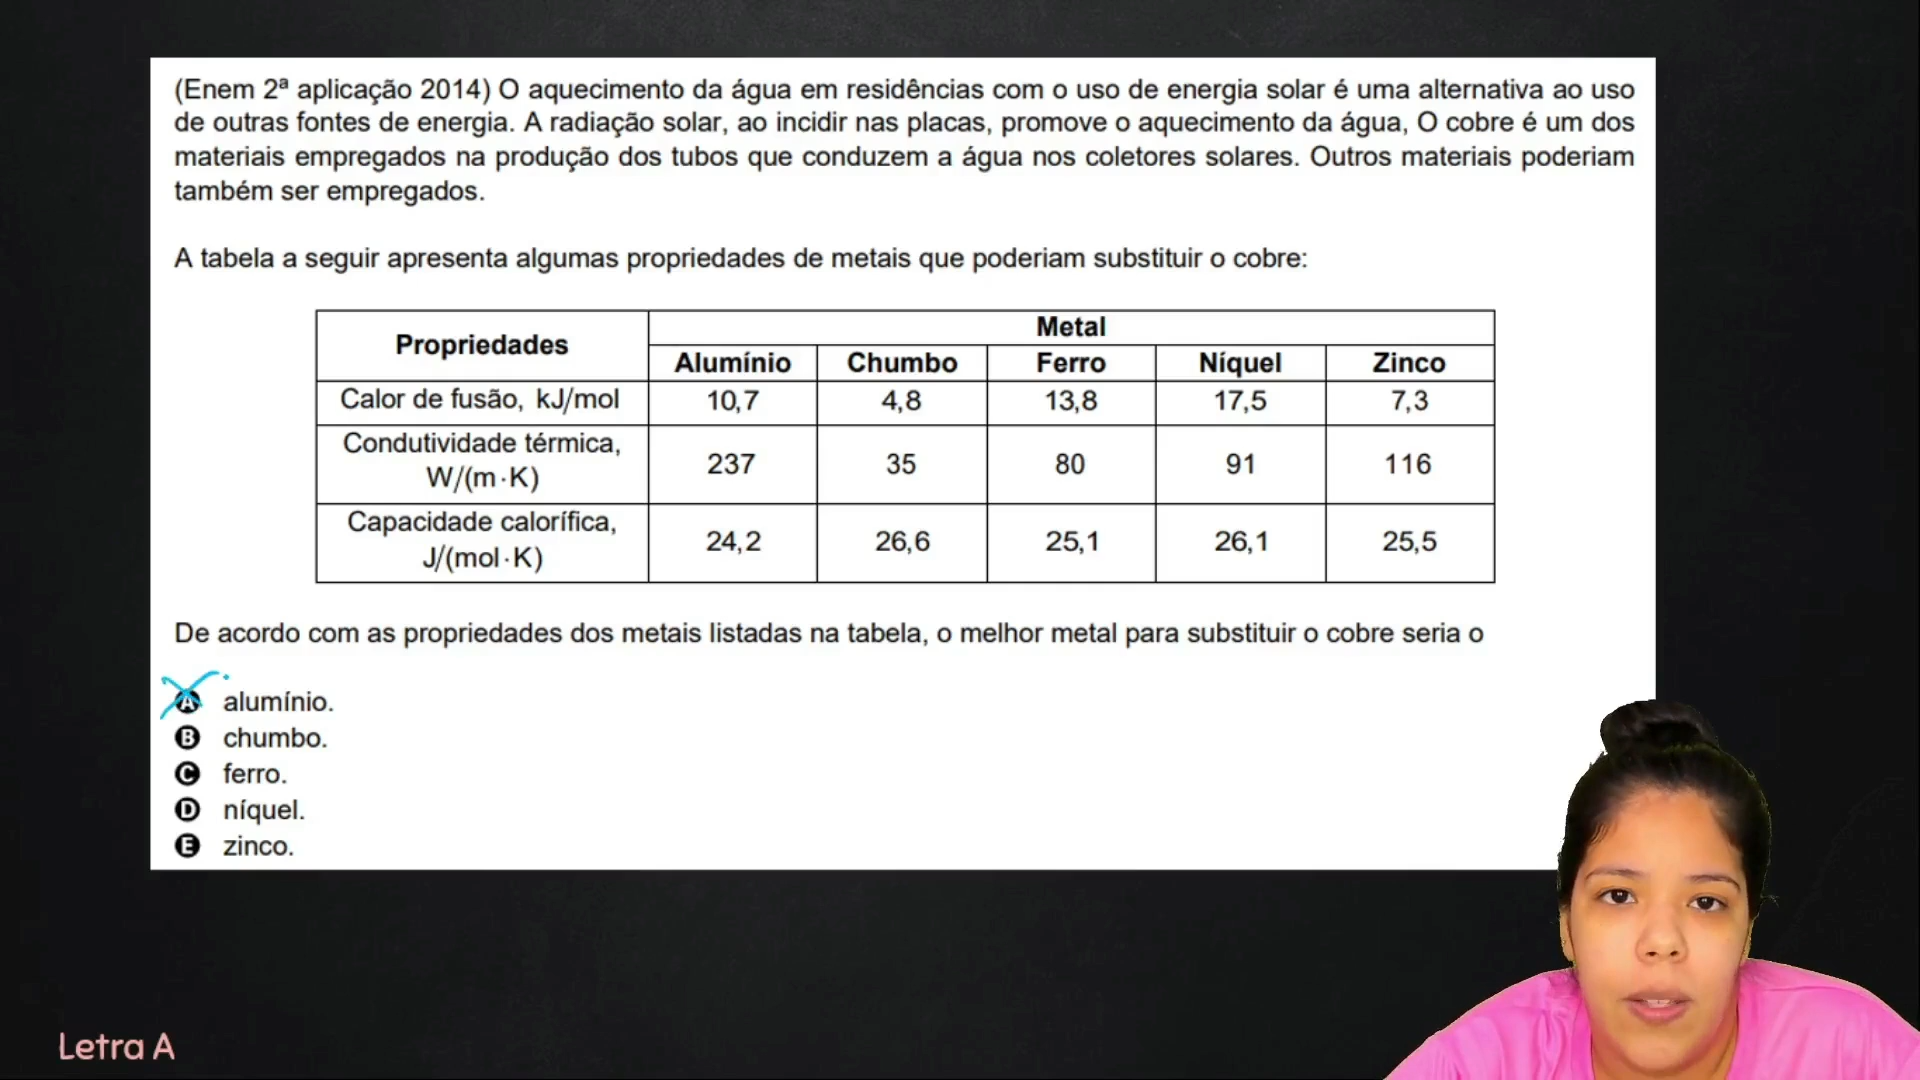 (Enem 2ª aplicação 2014) O aquecimento da água em residências com o uso de energia solar é uma alternativa ao uso
de outras fontes de energia. A radiação solar, ao incidir nas placas, promove o aquecimento da água, O cobre é um dos
materiais empregados na produção dos tubos que conduzem a água nos coletores solares. Outros materiais poderiam
também ser empregados.
A tabela a seguir apresenta algumas propriedades de metais que poderiam substituir o cobre:
Propriedades Metal
Alumínio Chumbo Ferro Níquel Zinco
Calor de fusão, kJ/mol 10,7 4,8 13,8 17,5 7,3
Condutividade térmica,
W/(m·K) 237 35 80 91 116
Capacidade calorífica,
J/(mol·K) 24,2 26,6 25,1 26,1 25,5
De acordo com as propriedades dos metais listadas na tabela, o melhor metal para substituir o cobre seria o
A alumínio.
B chumbo.
C ferro.
D níquel.
E zinco.
Letra A